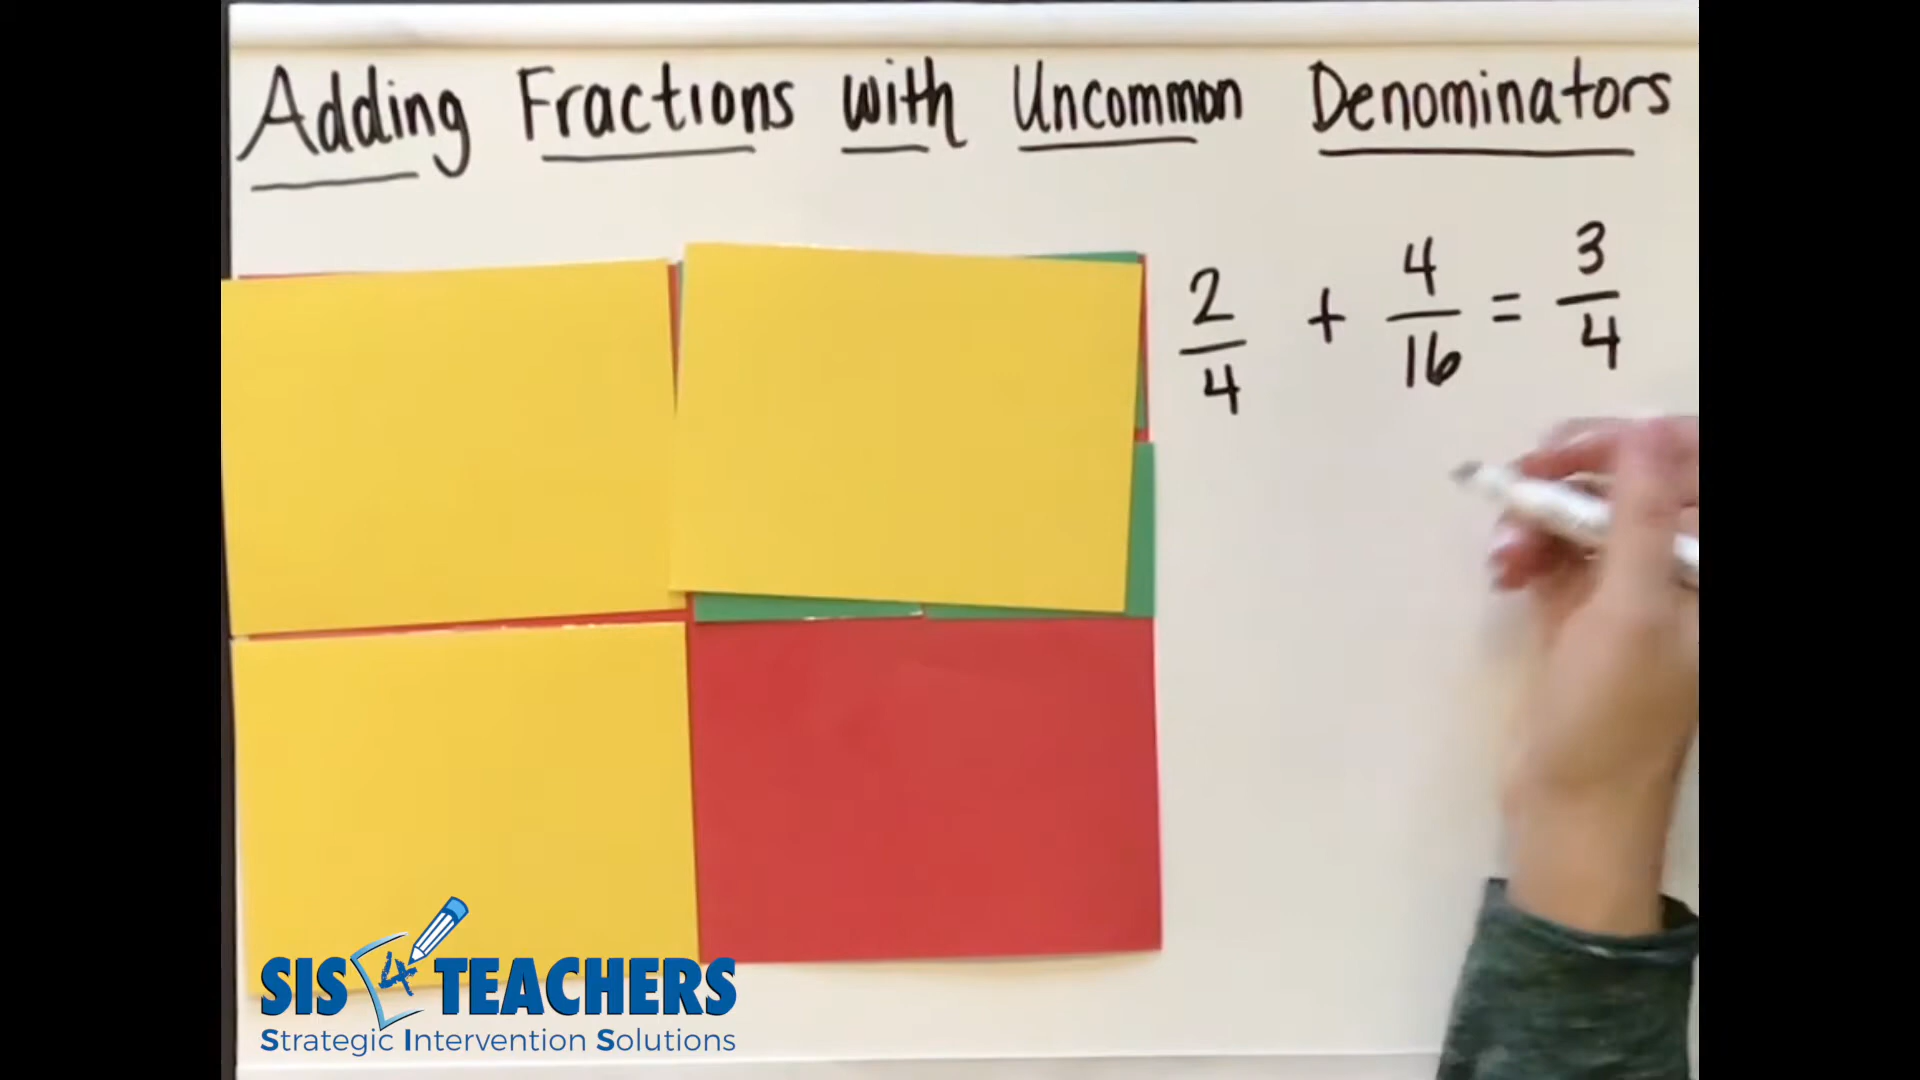 Adding Fractions with Uncommon Denominators
2/4 + 4/16 = 3/4
SIS 4 TEACHERS
Strategic Intervention Solutions